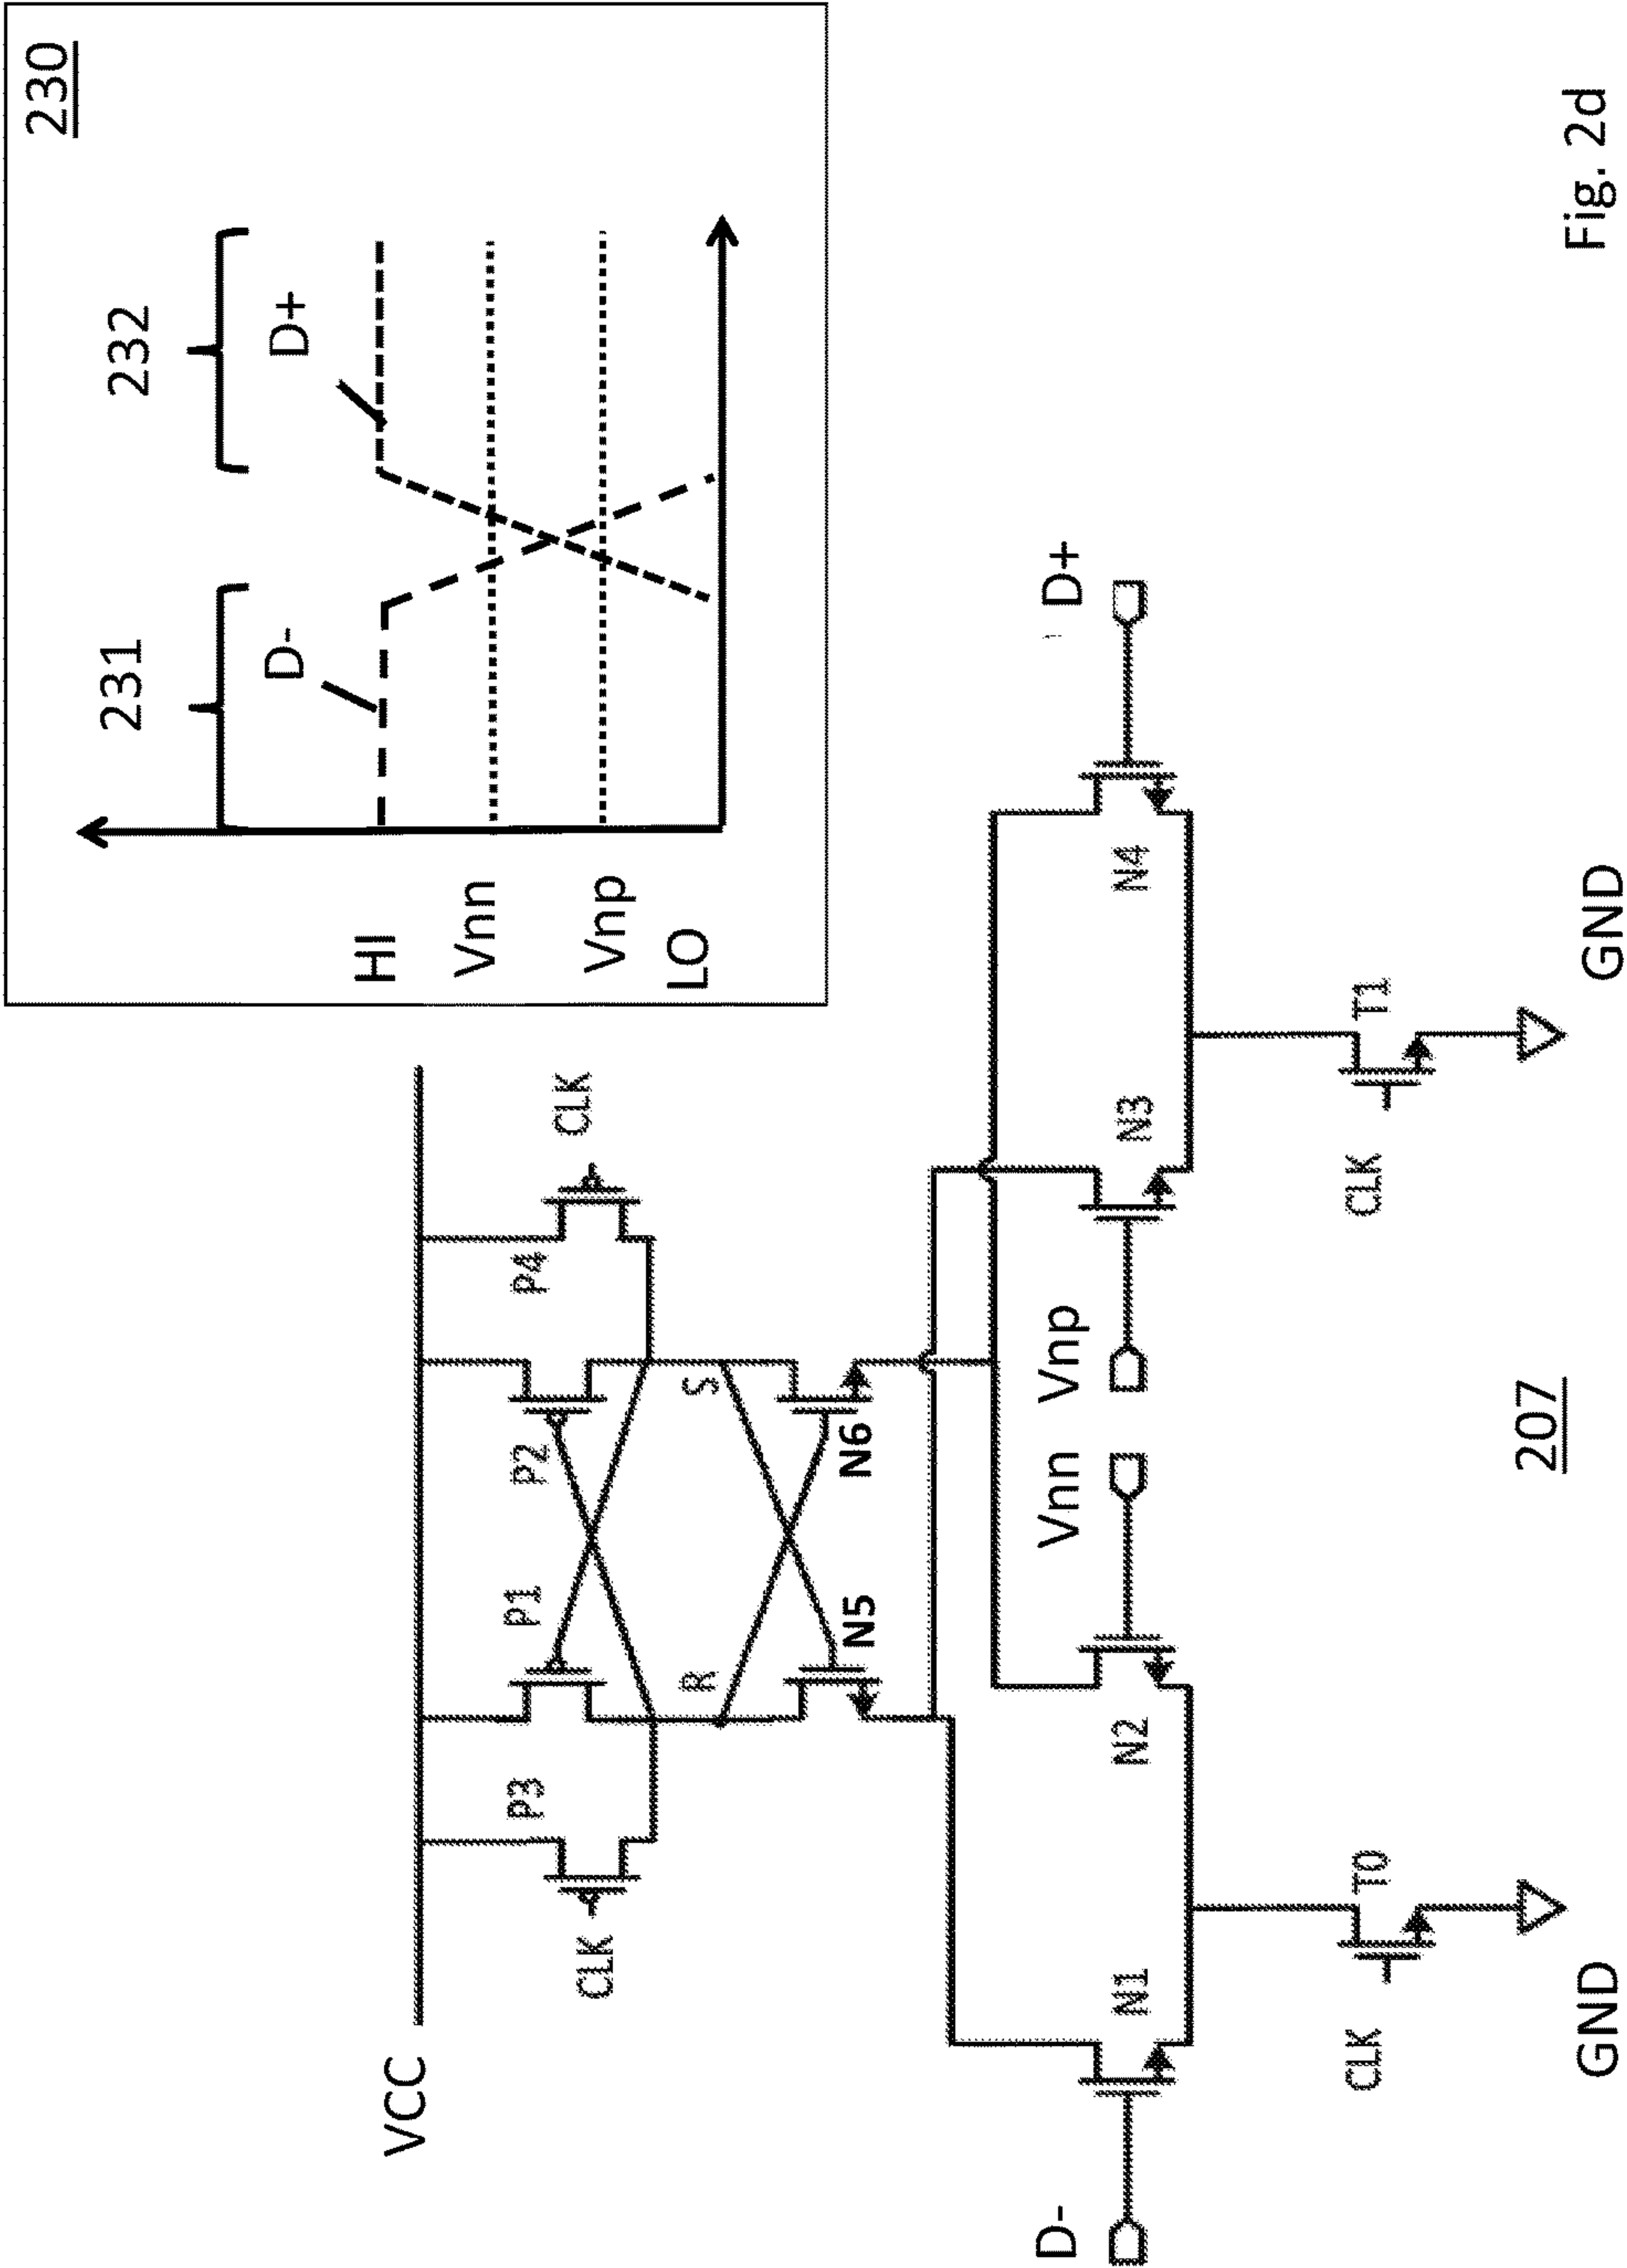 230
231
232
D-
D+
HI
Vnn
Vnp
LO
VCC
CLK
P3
P1
P2
P4
CLK
R
S
N5
N6
D-
N1
N2
Vnn
Vnp
N3
N4
D+
CLK
T0
CLK
T1
GND
GND
207
Fig. 2d